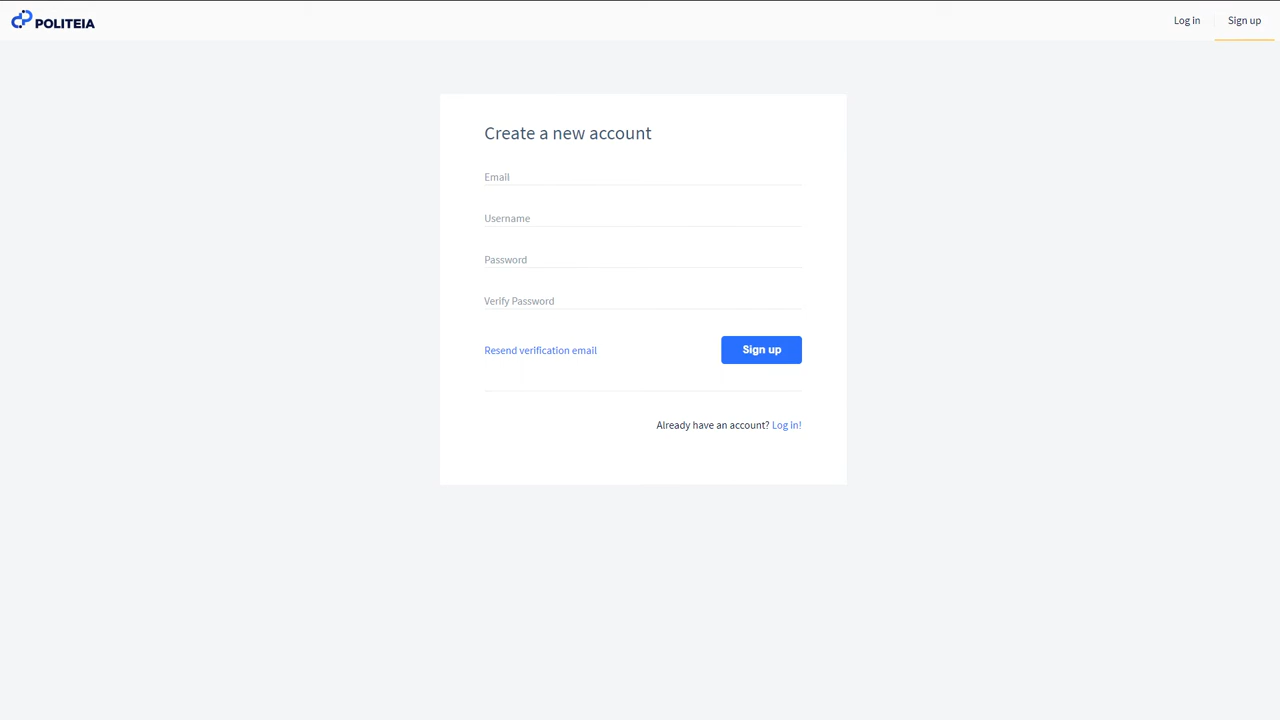 POLITEIA
Log in
Sign up
Create a new account
Email
Username
Password
Verify Password
Resend verification email
Sign up
Already have an account? Log in!